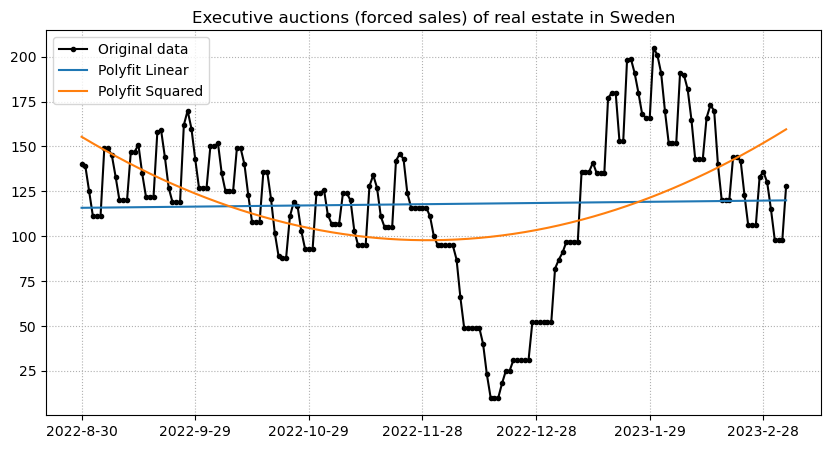 Executive auctions (forced sales) of real estate in Sweden
Original data
Polyfit Linear
Polyfit Squared
200
175
150
125
100
75
50
25
2022-8-30 2022-9-29 2022-10-29 2022-11-28 2022-12-28 2023-1-29 2023-2-28